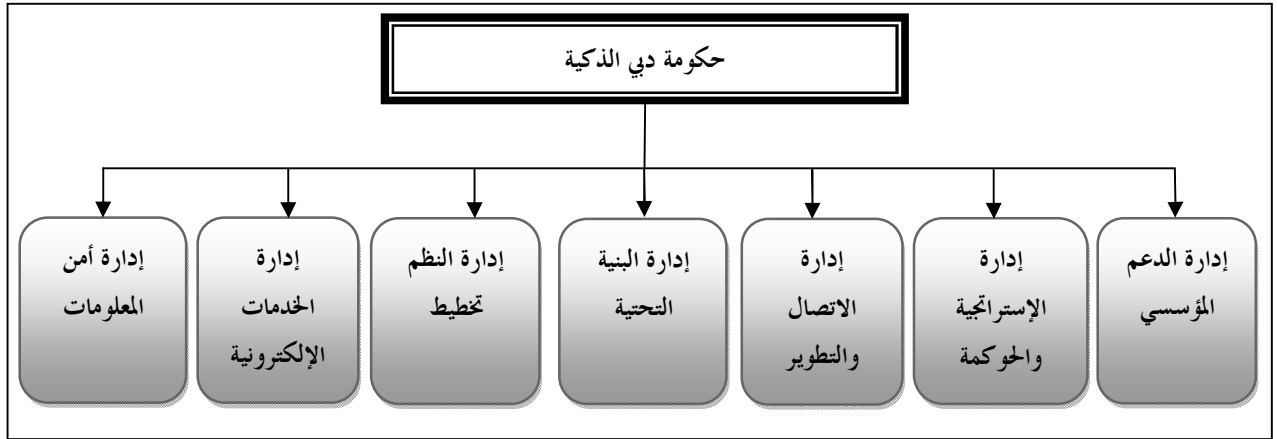 حكومة دبي الذكية
إدارة الدعم
المؤسسي
إدارة
الإستراتجية
والحوكمة
إدارة
الاتصال
والتطوير
إدارة البنية
التحتية
إدارة النظم
تخطيط
إدارة
الخدمات
الإلكترونية
إدارة أمن
المعلومات